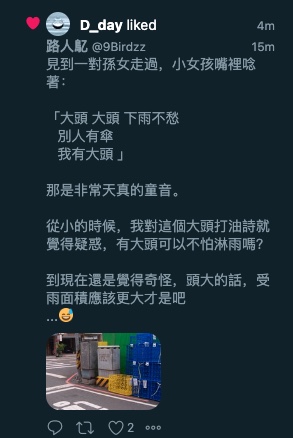 D_day liked
4m
路人鴕 @9Birdzz
15m
見到一對孫女走過，小女孩嘴裡唸
著：
「大頭 大頭 下雨不愁
別人有傘
我有大頭 」
那是非常天真的童音。
從小的時候，我對這個大頭打油詩就
覺得疑惑，有大頭可以不怕淋雨嗎?
到現在還是覺得奇怪，頭大的話，受
雨面積應該更大才是吧
...😅
2